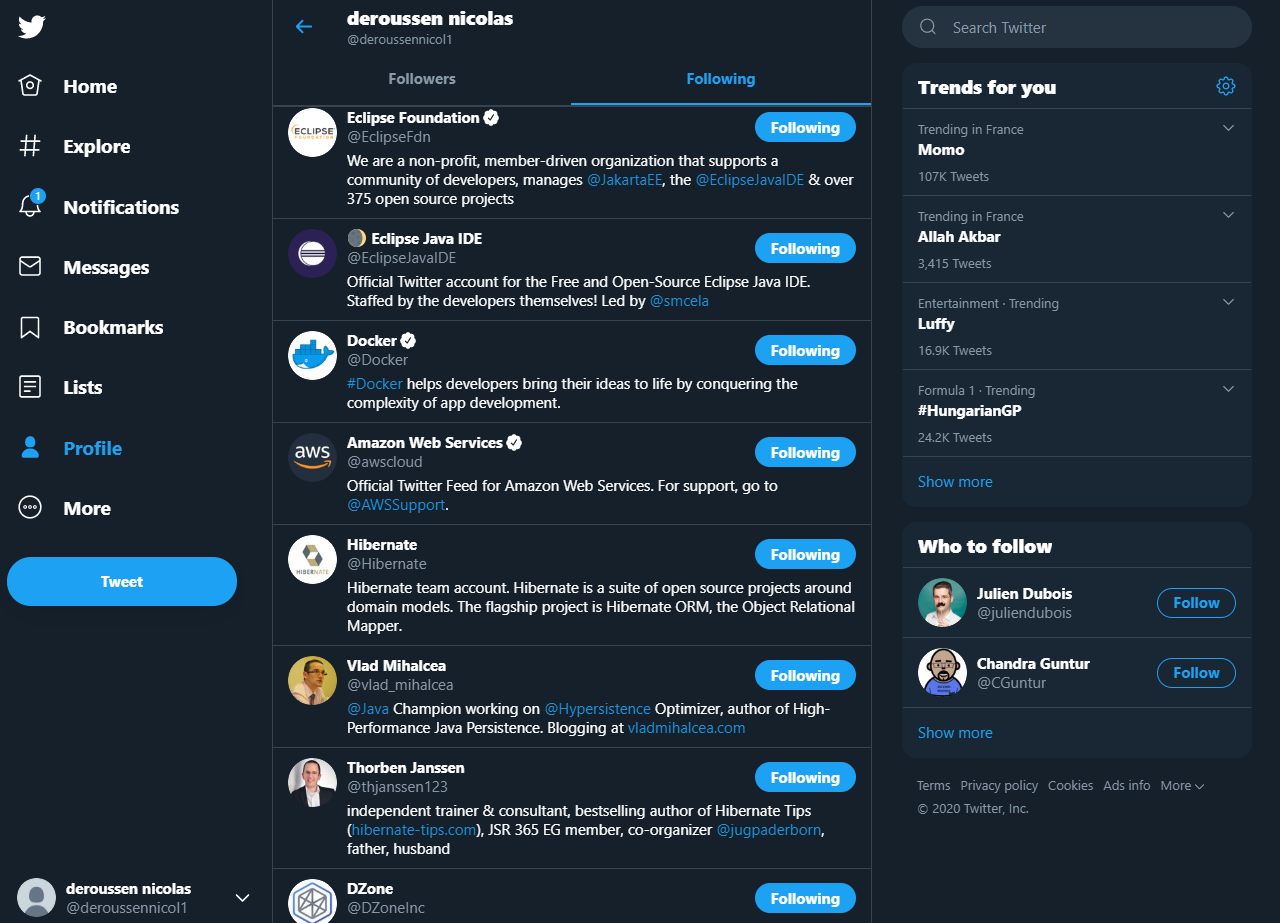 Home
Explore
1
Notifications
Messages
Bookmarks
Lists
Profile
More
Tweet
deroussen nicolas
@deroussennicol1
deroussen nicolas
@deroussennicol1
Followers
Following
ECLIPSE
FOUNDATION
Eclipse Foundation
@EclipseFdn
Following
We are a non-profit, member-driven organization that supports a
community of developers, manages @JakartaEE, the @EclipseJavaIDE & over
375 open source projects
Eclipse Java IDE
@EclipseJavaIDE
Following
Official Twitter account for the Free and Open-Source Eclipse Java IDE.
Staffed by the developers themselves! Led by @smcela
Docker
@Docker
Following
#Docker helps developers bring their ideas to life by conquering the
complexity of app development.
aws
Amazon Web Services
@awscloud
Following
Official Twitter Feed for Amazon Web Services. For support, go to
@AWSSupport.
HIBERNATE
Hibernate
@Hibernate
Following
Hibernate team account. Hibernate is a suite of open source projects around
domain models. The flagship project is Hibernate ORM, the Object Relational
Mapper.
Vlad Mihalcea
@vlad_mihalcea
Following
@Java Champion working on @Hypersistence Optimizer, author of High-
Performance Java Persistence. Blogging at vladmihalcea.com
Thorben Janssen
@thjanssen123
Following
independent trainer & consultant, bestselling author of Hibernate Tips
(hibernate-tips.com), JSR 365 EG member, co-organizer @jugpaderborn,
father, husband
DZone
@DZoneInc
Following
Search Twitter
Trends for you
Trending in France
Momo
107K Tweets
Trending in France
Allah Akbar
3,415 Tweets
Entertainment · Trending
Luffy
16.9K Tweets
Formula 1 · Trending
#HungarianGP
24.2K Tweets
Show more
Who to follow
Julien Dubois
@juliendubois
Follow
Chandra Guntur
@CGuntur
Follow
Show more
Terms Privacy policy Cookies Ads info More
© 2020 Twitter, Inc.